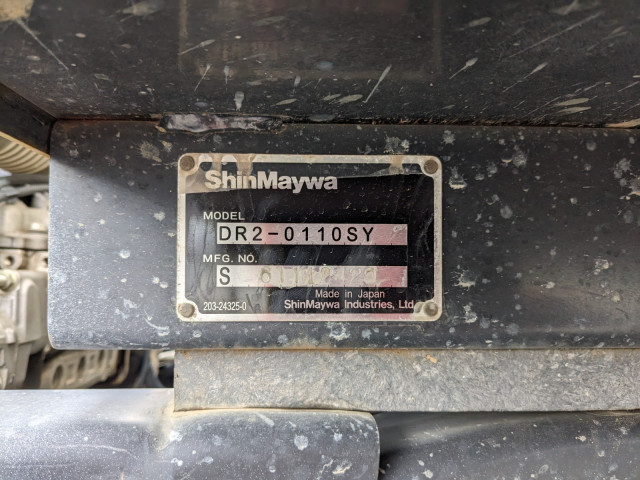 ShinMaywa
MODEL
DR2-0110SY
MFG. NO.
S
Made in Japan
203-24325-0 ShinMaywa Industries, Ltd.